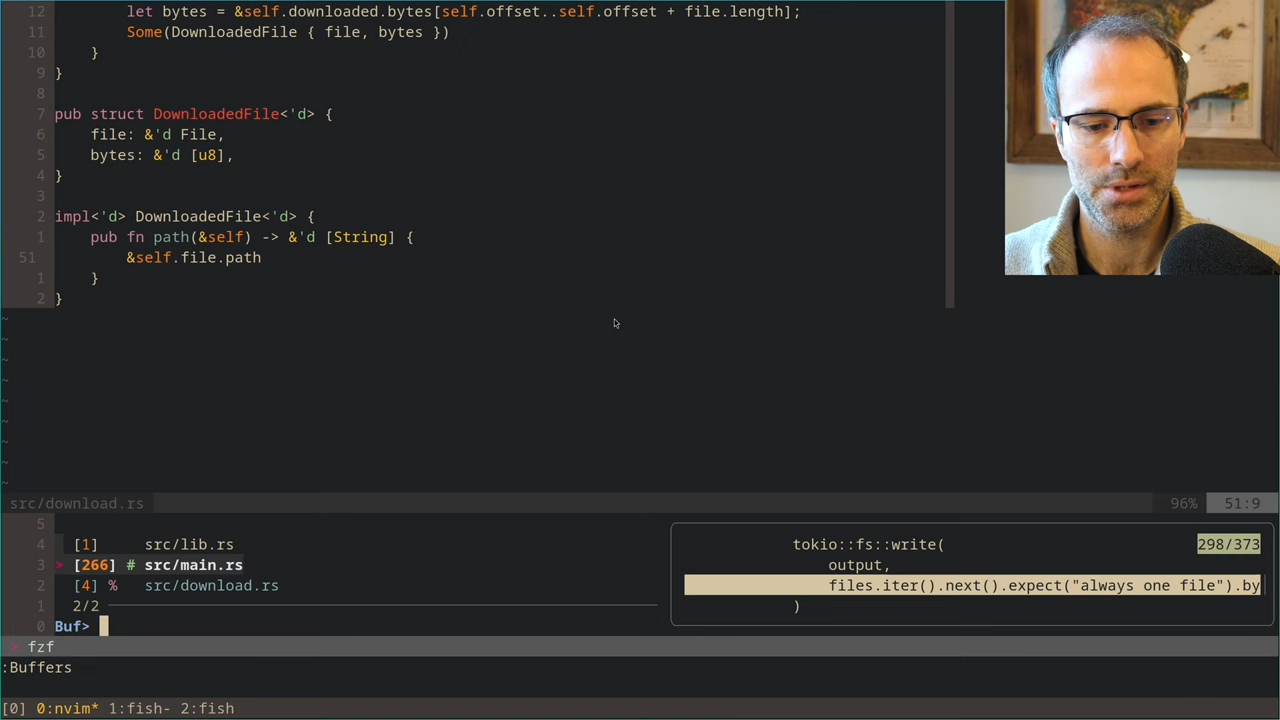 12 let bytes = &self.downloaded.bytes[self.offset..self.offset + file.length];
11 Some(DownloadedFile { file, bytes })
10 }
9 }
8
7 pub struct DownloadedFile<'d> {
6 file: &'d File,
5 bytes: &'d [u8],
4 }
3
2 impl<'d> DownloadedFile<'d> {
1 pub fn path(&self) -> &'d [String] {
51 &self.file.path
1 }
2 }
~
~
~
~
~
~
~
~
~
src/download.rs 96% 51:9
5
4 [1] src/lib.rs
3 > [266] # src/main.rs
2 [4] % src/download.rs
1 2/2
0 Buf>
tokio::fs::write( 298/373
output,
files.iter().next().expect("always one file").by
)
> fzf
:Buffers
[0] 0:nvim* 1:fish- 2:fish